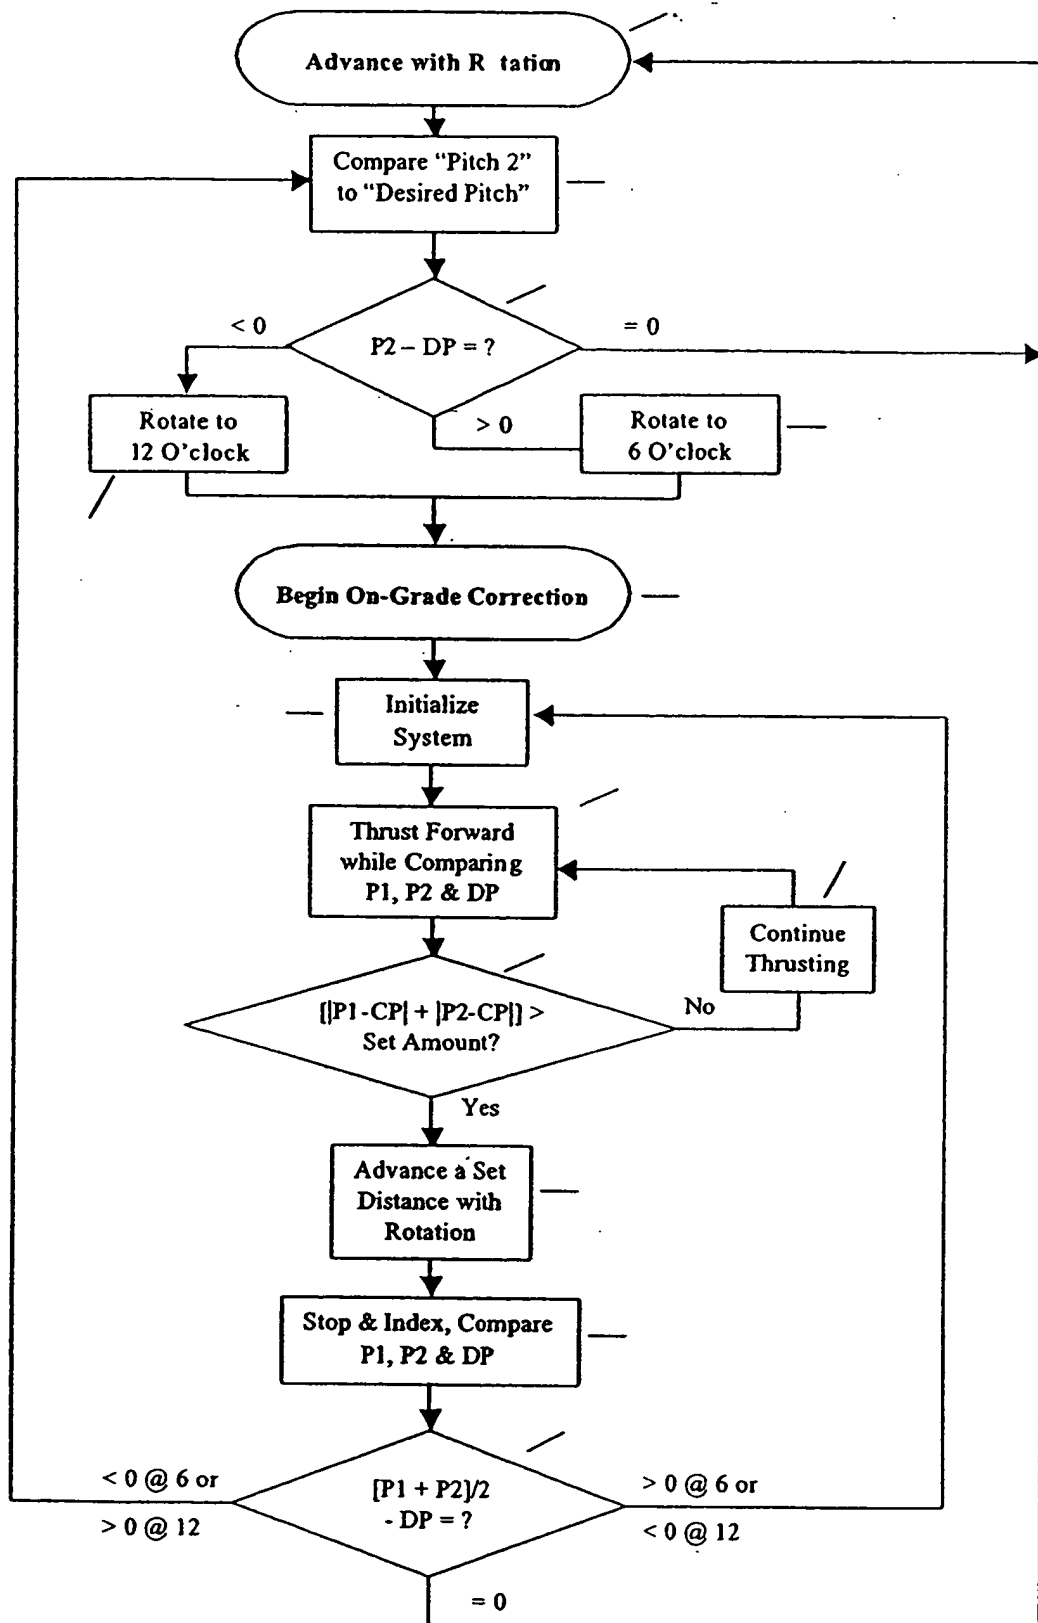 Advance with R tation
Compare “Pitch 2”
to “Desired Pitch”
< 0
= 0
P2 – DP = ?
> 0
Rotate to
12 O’clock
Rotate to
6 O’clock
Begin On-Grade Correction
Initialize
System
Thrust Forward
while Comparing
P1, P2 & DP
Continue
Thrusting
[|P1-CP| + |P2-CP|] >
Set Amount?
No
Yes
Advance a Set
Distance with
Rotation
Stop & Index, Compare
P1, P2 & DP
< 0 @ 6 or
> 0 @ 12
[P1 + P2]/2
- DP = ?
> 0 @ 6 or
< 0 @ 12
= 0